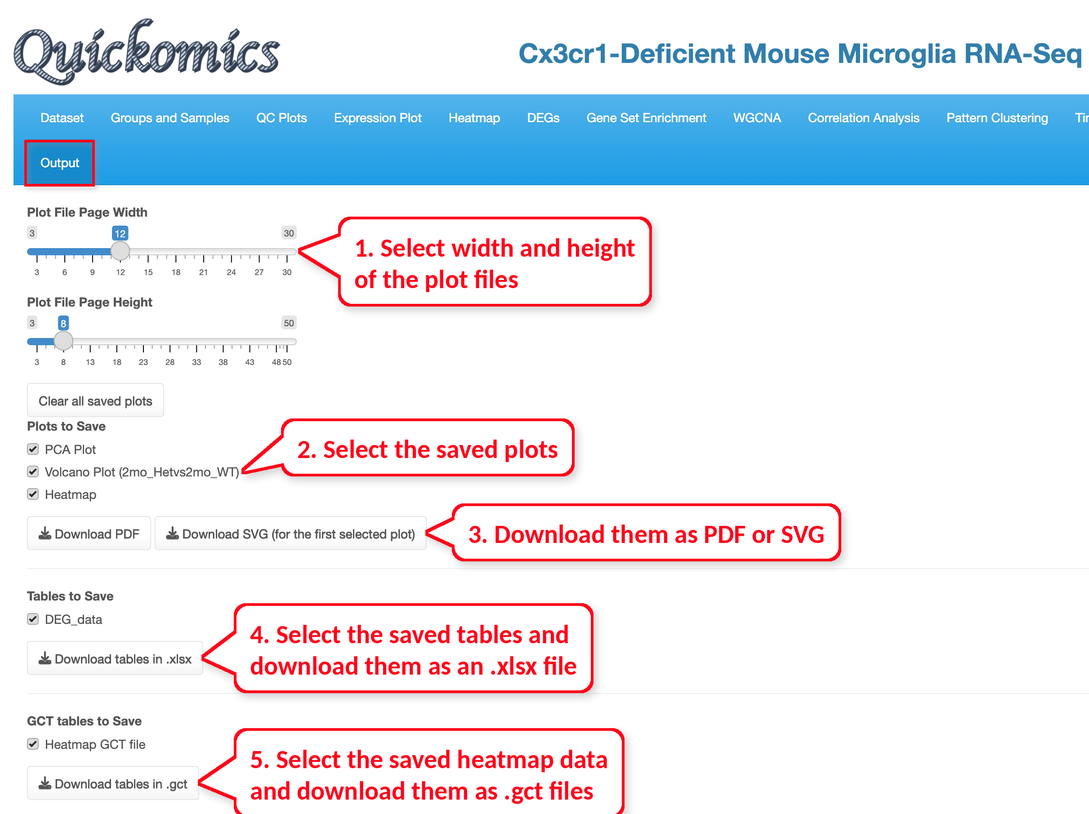 Quickomics
Cx3cr1-Deficient Mouse Microglia RNA-Seq
Dataset Groups and Samples QC Plots Expression Plot Heatmap DEGs Gene Set Enrichment WGCNA Correlation Analysis Pattern Clustering
Output
Plot File Page Width
3 12 30
3 6 9 12 15 18 21 24 27 30
1. Select width and height
of the plot files
Plot File Page Height
3 8 50
3 8 13 18 23 28 33 38 43 48 50
Clear all saved plots
Plots to Save
PCA Plot
Volcano Plot (2mo_Hetvs2mo_WT)
Heatmap
2. Select the saved plots
Download PDF Download SVG (for the first selected plot)
3. Download them as PDF or SVG
Tables to Save
DEG_data
Download tables in .xlsx
4. Select the saved tables and
download them as an .xlsx file
GCT tables to Save
Heatmap GCT file
Download tables in .gct
5. Select the saved heatmap data
and download them as .gct files